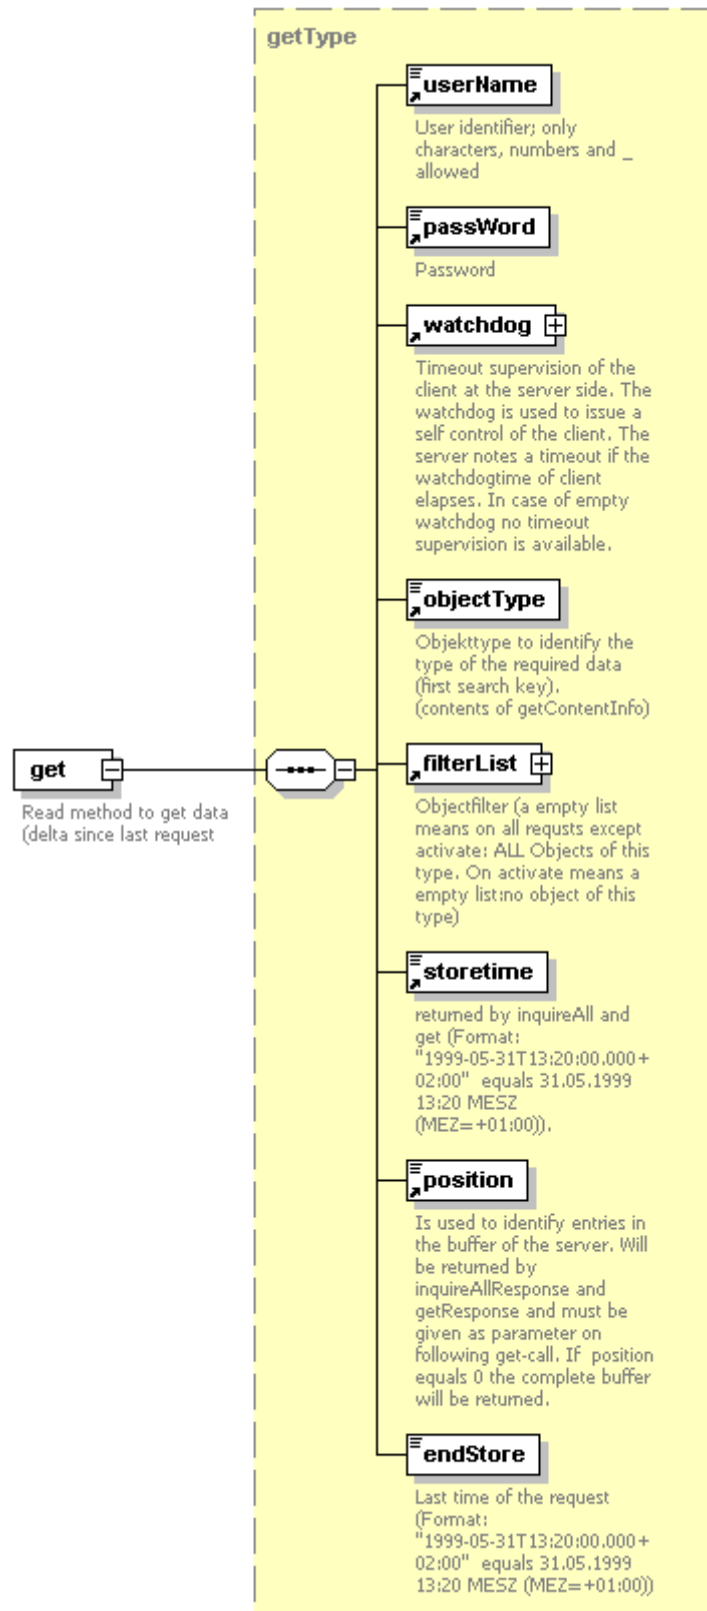 getType
userName
User identifier; only
characters, numbers and _
allowed
passWord
Password
watchdog
Timeout supervision of the
client at the server side. The
watchdog is used to issue a
self control of the client. The
server notes a timeout if the
watchdogtime of client
elapses. In case of empty
watchdog no timeout
supervision is available.
objectType
Objekttype to identify the
type of the required data
(first search key).
(contents of getContentInfo)
get
Read method to get data
(delta since last request
filterList
Objectfilter (a empty list
means on all requsts except
activate: ALL Objects of this
type. On activate means a
empty list:no object of this
type)
storetime
returned by inquireAll and
get (Format:
"1999-05-31T13:20:00.000+
02:00"  equals 31.05.1999
13:20 MESZ
(MEZ=+01:00)).
position
Is used to identify entries in
the buffer of the server. Will
be returned by
inquireAllResponse and
getResponse and must be
given as parameter on
following get-call. If  position
equals 0 the complete buffer
will be returned.
endStore
Last time of the request
(Format:
"1999-05-31T13:20:00.000+
02:00"  equals 31.05.1999
13:20 MESZ (MEZ=+01:00))